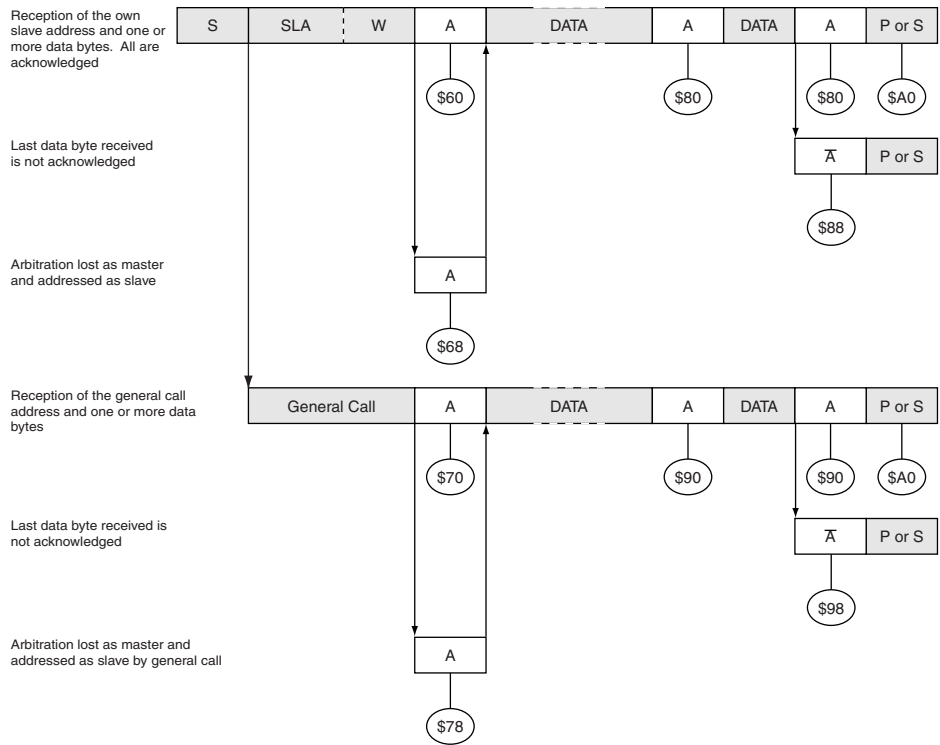 Reception of the own
slave address and one or
more data bytes. All are
acknowledged
S SLA W A DATA A DATA A P or S
$60 $80 $80 $A0
Last data byte received
is not acknowledged
A̅ P or S
$88
Arbitration lost as master
and addressed as slave
A
$68
Reception of the general call
address and one or more data
bytes
General Call A DATA A DATA A P or S
$70 $90 $90 $A0
Last data byte received is
not acknowledged
A̅ P or S
$98
Arbitration lost as master and
addressed as slave by general call
A
$78